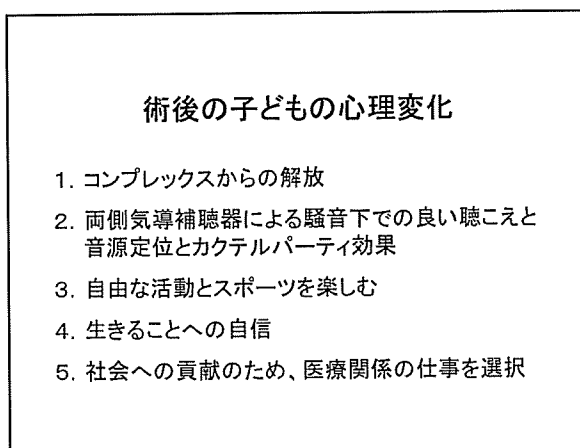 術後の子どもの心理変化
1. コンプレックスからの解放
2. 両側気導補聴器による騒音下での良い聴こえと
音源定位とカクテルパーティ効果
3. 自由な活動とスポーツを楽しむ
4. 生きることへの自信
5. 社会への貢献のため、医療関係の仕事を選択